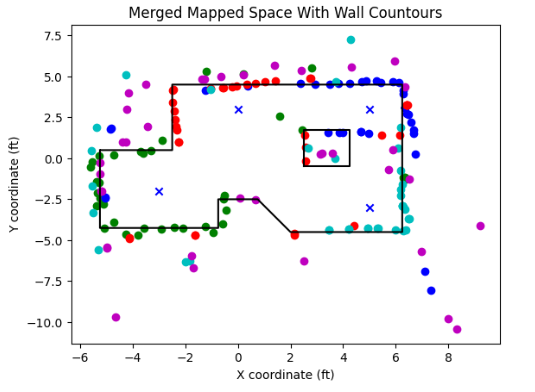 Merged Mapped Space With Wall Countours
7.5
5.0
2.5
0.0
−2.5
−5.0
−7.5
−10.0
Y coordinate (ft)
−6 −4 −2 0 2 4 6 8
X coordinate (ft)